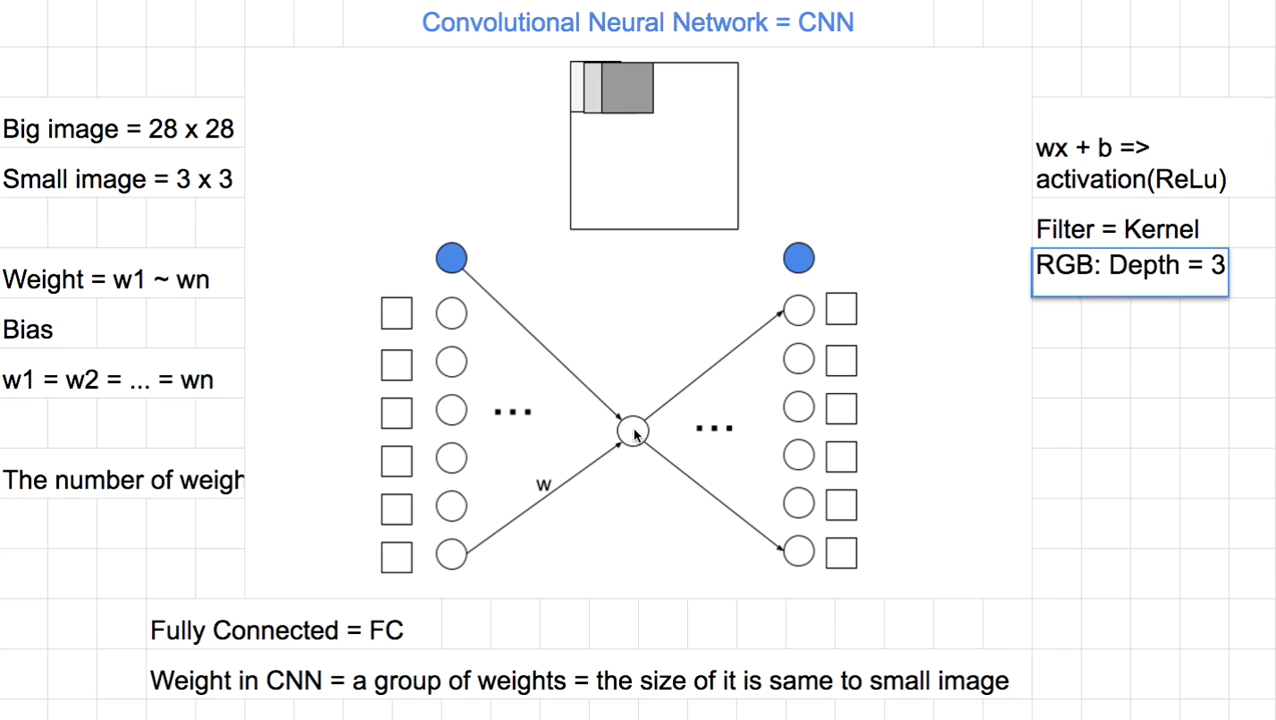 Convolutional Neural Network = CNN
Big image = 28 x 28
Small image = 3 x 3
Weight = w1 ~ wn
Bias
w1 = w2 = ... = wn
The number of weigh
...
...
w
wx + b =>
activation(ReLu)
Filter = Kernel
RGB: Depth = 3
Fully Connected = FC
Weight in CNN = a group of weights = the size of it is same to small image